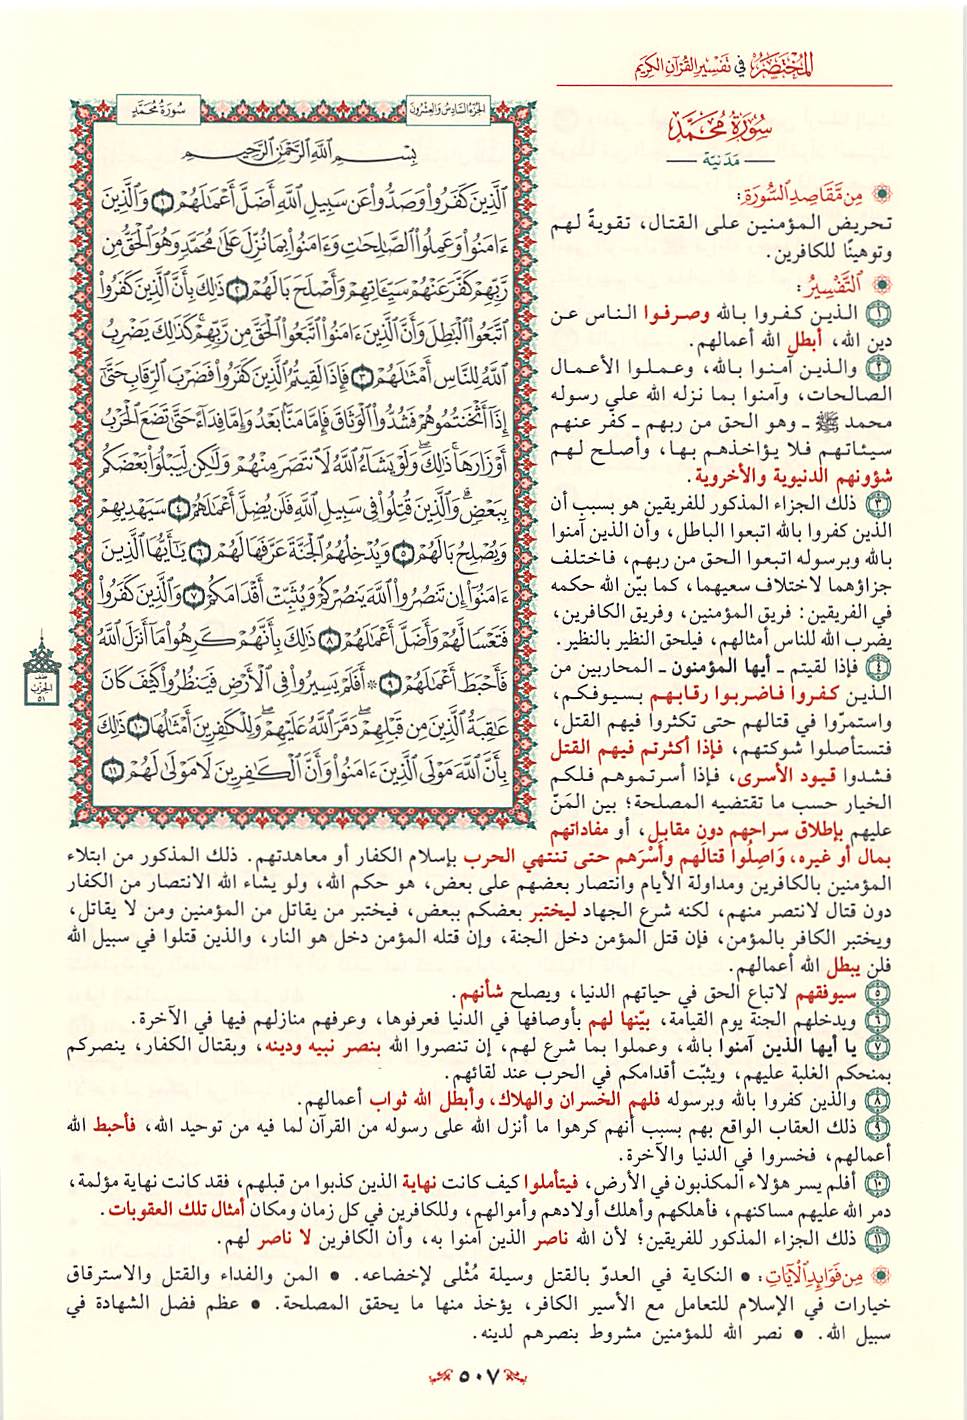 المختصر في تفسير القرآن الكريم
سورة محمد
مدنية
من مقاصد السورة:
تحريض المؤمنين على القتال، تقويةً لهم
وتوهينًا للكافرين.
التفسير:
١ الذين كفروا بالله وصرفوا الناس عن
دين الله، أبطل الله أعمالهم.
٢ والذين آمنوا بالله، وعملوا الأعمال
الصالحات، وآمنوا بما نزله الله على رسوله
محمد ﷺ ـ وهو الحق من ربهم ـ كفّر عنهم
سيئاتهم فلا يؤاخذهم بها، وأصلح لهم
شؤونهم الدنيوية والأخروية.
٣ ذلك الجزاء المذكور للفريقين هو بسبب أن
الذين كفروا بالله اتبعوا الباطل، وأن الذين آمنوا
بالله وبرسوله اتبعوا الحق من ربهم، فاختلف
جزاؤهما لاختلاف سعيهما، كما بيّن الله حكمه
في الفريقين: فريق المؤمنين، وفريق الكافرين،
يضرب الله للناس أمثالهم، فيلحق النظير بالنظير.
٤ فإذا لقيتم ـ أيها المؤمنون ـ المحاربين من
الذين كفروا فاضربوا رقابهم بسيوفكم،
واستمرّوا في قتالهم حتى تكثروا فيهم القتل،
فتستأصلوا شوكتهم، فإذا أكثرتم فيهم القتل
فشدوا قيود الأسرى، فإذا أسرتموهم فلكم
الخيار حسب ما تقتضيه المصلحة؛ بين المَنّ
عليهم بإطلاق سراحهم دون مقابل، أو مفاداتهم
بمال أو غيره، وَاصِلُوا قتالَهم وأَسْرَهم حتى تنتهي الحرب بإسلام الكفار أو معاهدتهم. ذلك المذكور من ابتلاء
المؤمنين بالكافرين ومداولة الأيام وانتصار بعضهم على بعض، هو حكم الله، ولو يشاء الله الانتصار من الكفار
دون قتال لانتصر منهم، لكنه شرع الجهاد ليختبر بعضكم ببعض، فيختبر من يقاتل من المؤمنين ومن لا يقاتل،
ويختبر الكافر بالمؤمن، فإن قتل المؤمن دخل الجنة، وإن قتله المؤمن دخل هو النار، والذين قتلوا في سبيل الله
فلن يبطل الله أعمالهم.
٥ سيوفقهم لاتباع الحق في حياتهم الدنيا، ويصلح شأنهم.
٦ ويدخلهم الجنة يوم القيامة، بيّنها لهم بأوصافها في الدنيا فعرفوها، وعرفهم منازلهم فيها في الآخرة.
٧ يا أيها الذين آمنوا بالله، وعملوا بما شرع لهم، إن تنصروا الله بنصر نبيه ودينه، وبقتال الكفار، ينصركم
بمنحكم الغلبة عليهم، ويثبّت أقدامكم في الحرب عند لقائهم.
٨ والذين كفروا بالله وبرسوله فلهم الخسران والهلاك، وأبطل الله ثواب أعمالهم.
٩ ذلك العقاب الواقع بهم بسبب أنهم كرهوا ما أنزل الله على رسوله من القرآن لما فيه من توحيد الله، فأحبط الله
أعمالهم، فخسروا في الدنيا والآخرة.
١٠ أفلم يسر هؤلاء المكذبون في الأرض، فيتأملوا كيف كانت نهاية الذين كذبوا من قبلهم، فقد كانت نهاية مؤلمة،
دمر الله عليهم مساكنهم، فأهلكهم وأهلك أولادهم وأموالهم، وللكافرين في كل زمان ومكان أمثال تلك العقوبات.
١١ ذلك الجزاء المذكور للفريقين؛ لأن الله ناصر الذين آمنوا به، وأن الكافرين لا ناصر لهم.
من فوائد الآيات: • النكاية في العدوّ بالقتل وسيلة مُثْلى لإخضاعه. • المن والفداء والقتل والاسترقاق
خيارات في الإسلام للتعامل مع الأسير الكافر، يؤخذ منها ما يحقق المصلحة. • عظم فضل الشهادة في
سبيل الله. • نصر الله للمؤمنين مشروط بنصرهم لدينه.
الجزء السادس والعشرون
سورة محمد
بِسْمِ اللَّهِ الرَّحْمَٰنِ الرَّحِيمِ
الَّذِينَ كَفَرُوا وَصَدُّوا عَن سَبِيلِ اللَّهِ أَضَلَّ أَعْمَالَهُمْ ١ وَالَّذِينَ
ءَامَنُوا وَعَمِلُوا الصَّالِحَاتِ وَءَامَنُوا بِمَا نُزِّلَ عَلَىٰ مُحَمَّدٍ وَهُوَ الْحَقُّ مِن
رَّبِّهِمْ كَفَّرَ عَنْهُمْ سَيِّئَاتِهِمْ وَأَصْلَحَ بَالَهُمْ ٢ ذَٰلِكَ بِأَنَّ الَّذِينَ كَفَرُوا
اتَّبَعُوا الْبَاطِلَ وَأَنَّ الَّذِينَ ءَامَنُوا اتَّبَعُوا الْحَقَّ مِن رَّبِّهِمْ كَذَٰلِكَ يَضْرِبُ
اللَّهُ لِلنَّاسِ أَمْثَالَهُمْ ٣ فَإِذَا لَقِيتُمُ الَّذِينَ كَفَرُوا فَضَرْبَ الرِّقَابِ حَتَّىٰ
إِذَا أَثْخَنتُمُوهُمْ فَشُدُّوا الْوَثَاقَ فَإِمَّا مَنًّا بَعْدُ وَإِمَّا فِدَاءً حَتَّىٰ تَضَعَ الْحَرْبُ
أَوْزَارَهَا ذَٰلِكَ وَلَوْ يَشَاءُ اللَّهُ لَانتَصَرَ مِنْهُمْ وَلَٰكِن لِّيَبْلُوَا بَعْضَكُم
بِبَعْضٍ وَالَّذِينَ قُتِلُوا فِي سَبِيلِ اللَّهِ فَلَن يُضِلَّ أَعْمَالَهُمْ ٤ سَيَهْدِيهِمْ
وَيُصْلِحُ بَالَهُمْ ٥ وَيُدْخِلُهُمُ الْجَنَّةَ عَرَّفَهَا لَهُمْ ٦ يَا أَيُّهَا الَّذِينَ
ءَامَنُوا إِن تَنصُرُوا اللَّهَ يَنصُرْكُمْ وَيُثَبِّتْ أَقْدَامَكُمْ ٧ وَالَّذِينَ كَفَرُوا
فَتَعْسًا لَّهُمْ وَأَضَلَّ أَعْمَالَهُمْ ٨ ذَٰلِكَ بِأَنَّهُمْ كَرِهُوا مَا أَنزَلَ اللَّهُ
فَأَحْبَطَ أَعْمَالَهُمْ ٩ ۞ أَفَلَمْ يَسِيرُوا فِي الْأَرْضِ فَيَنظُرُوا كَيْفَ كَانَ
عَاقِبَةُ الَّذِينَ مِن قَبْلِهِمْ دَمَّرَ اللَّهُ عَلَيْهِمْ وَلِلْكَافِرِينَ أَمْثَالُهَا ١٠ ذَٰلِكَ
بِأَنَّ اللَّهَ مَوْلَى الَّذِينَ ءَامَنُوا وَأَنَّ الْكَافِرِينَ لَا مَوْلَىٰ لَهُمْ ١١
نصف
الحزب
٥١
٥٠٧